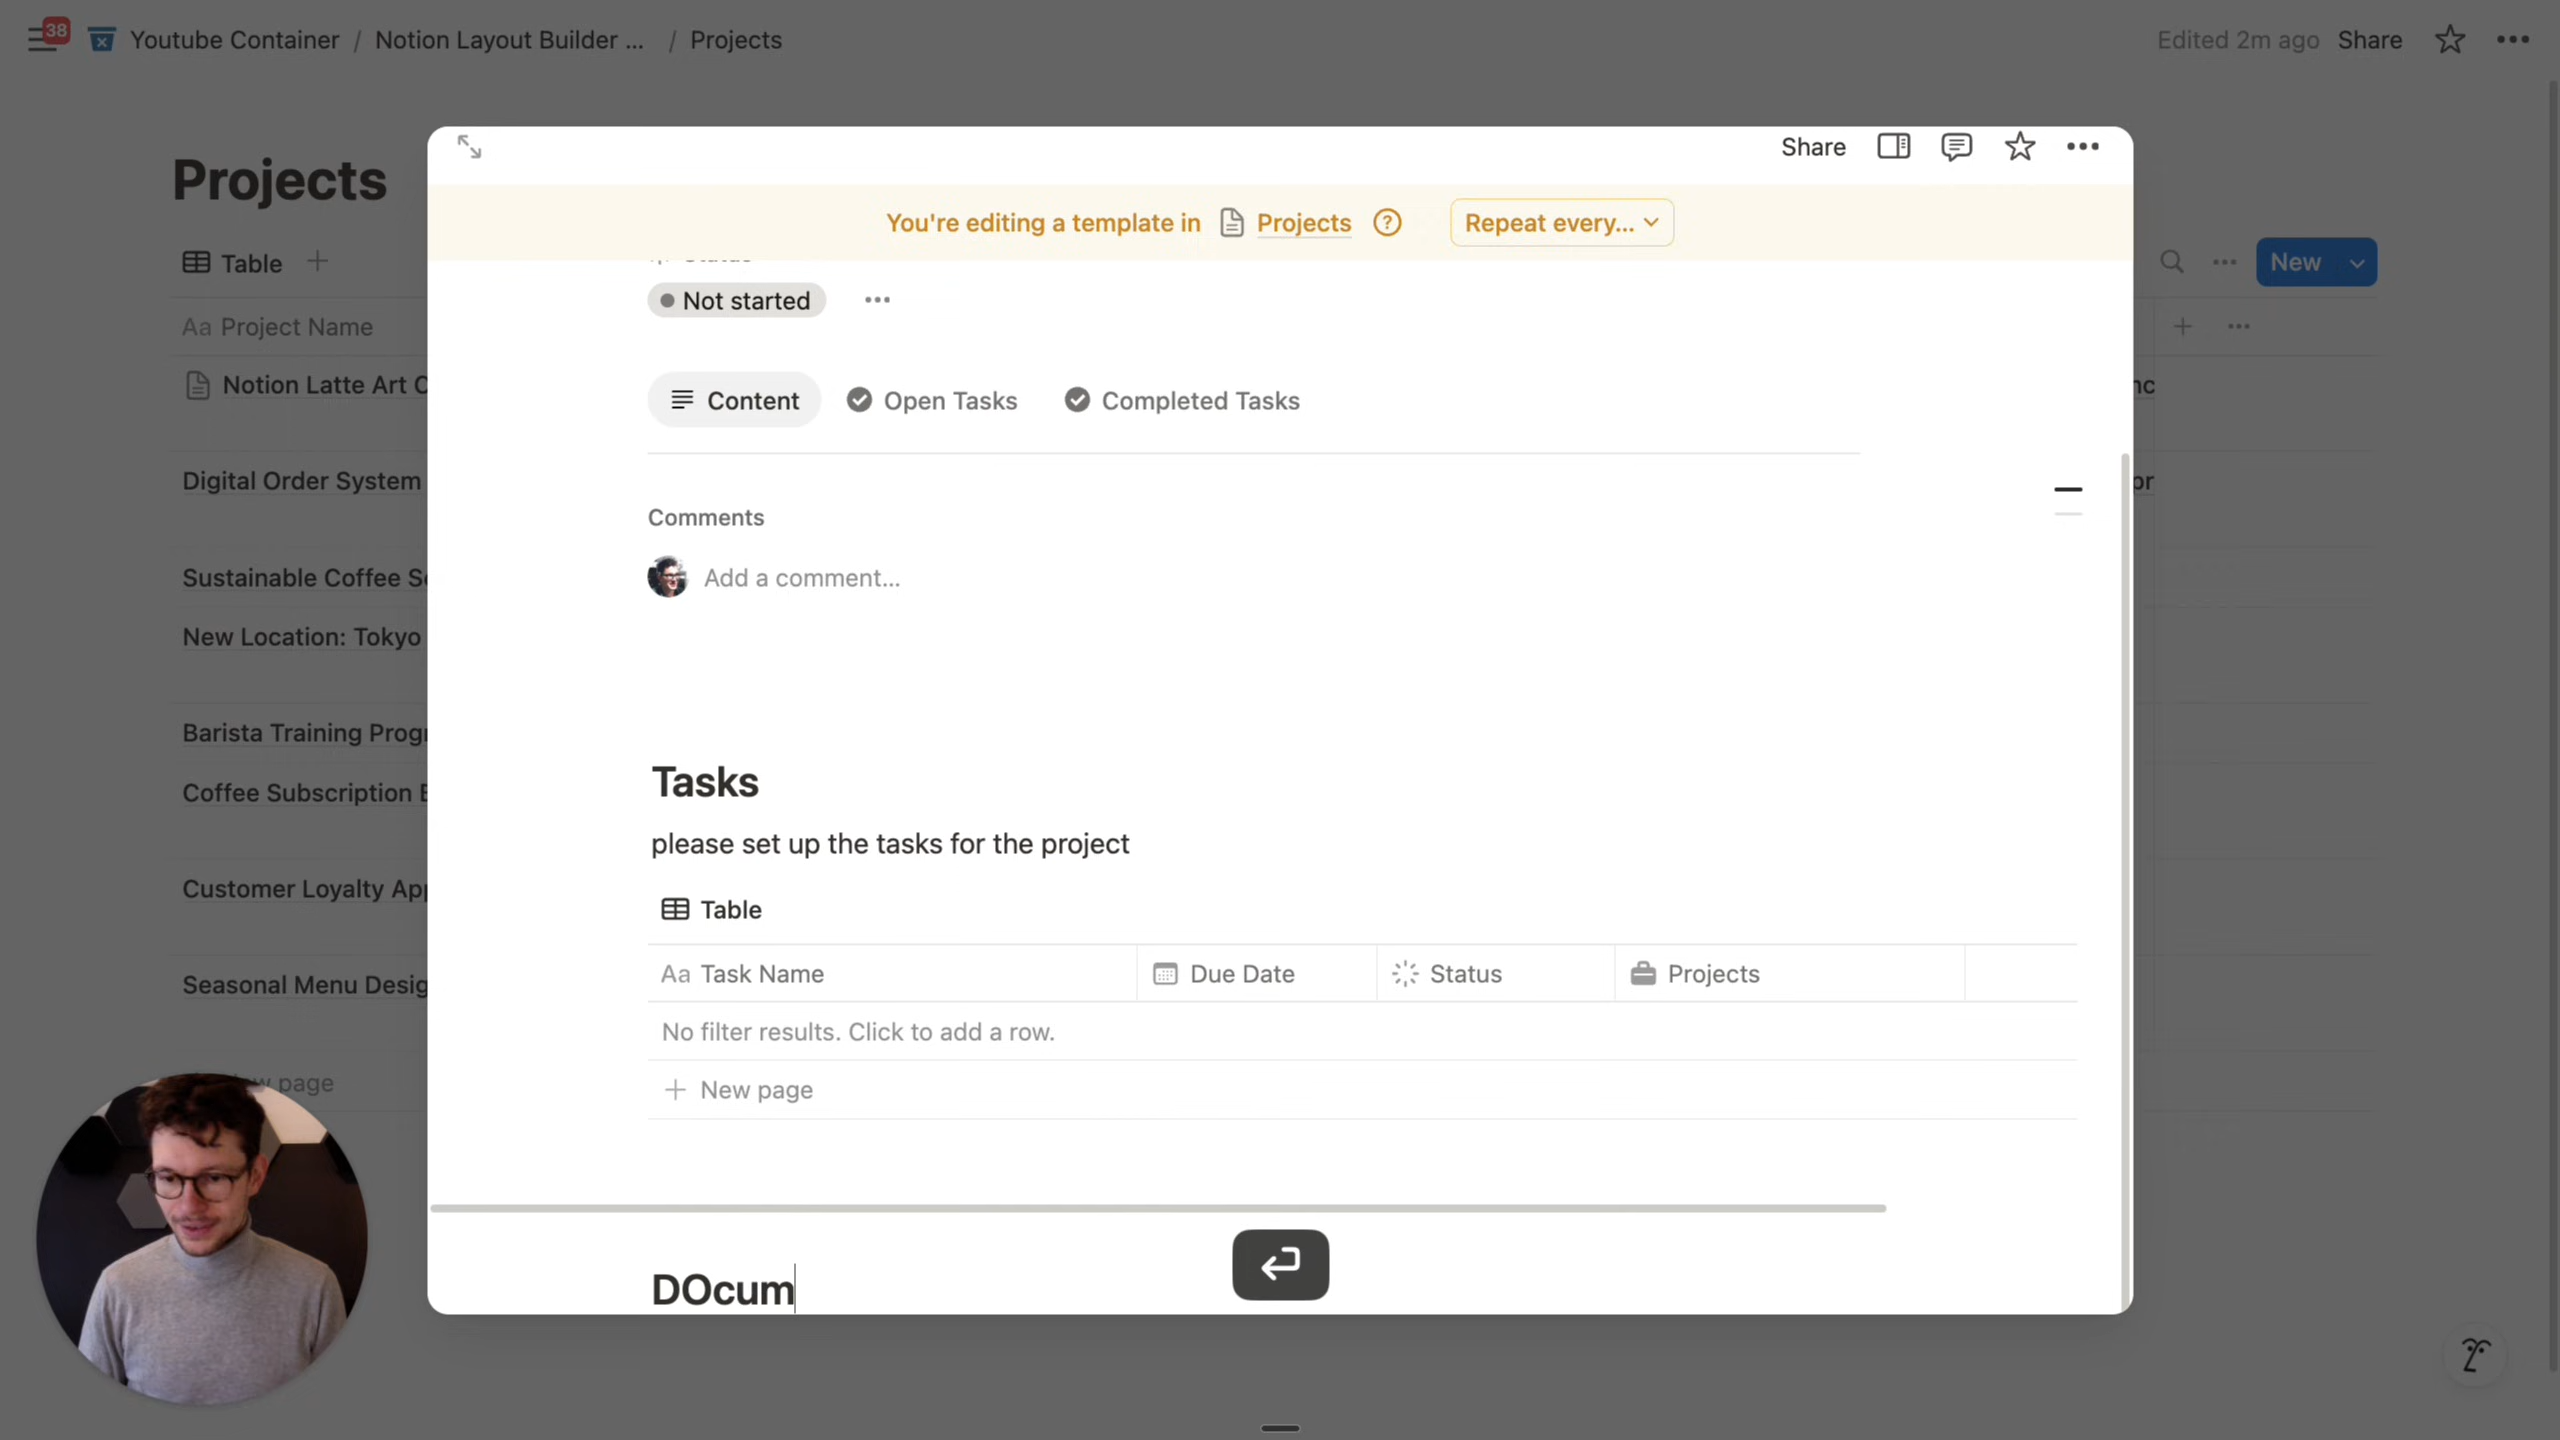 38
Youtube Container / Notion Layout Builder ... / Projects
Edited 2m ago Share
Share
You're editing a template in Projects ? Repeat every...
Projects
Table
New
Aa Project Name
Notion Latte Art C
Digital Order System
Sustainable Coffee S
New Location: Tokyo
Barista Training Progr
Coffee Subscription
Customer Loyalty App
Seasonal Menu Desig
page
Not started
Content
Open Tasks
Completed Tasks
Comments
Add a comment...
Tasks
please set up the tasks for the project
Table
Aa Task Name Due Date Status Projects
No filter results. Click to add a row.
New page
DOcum